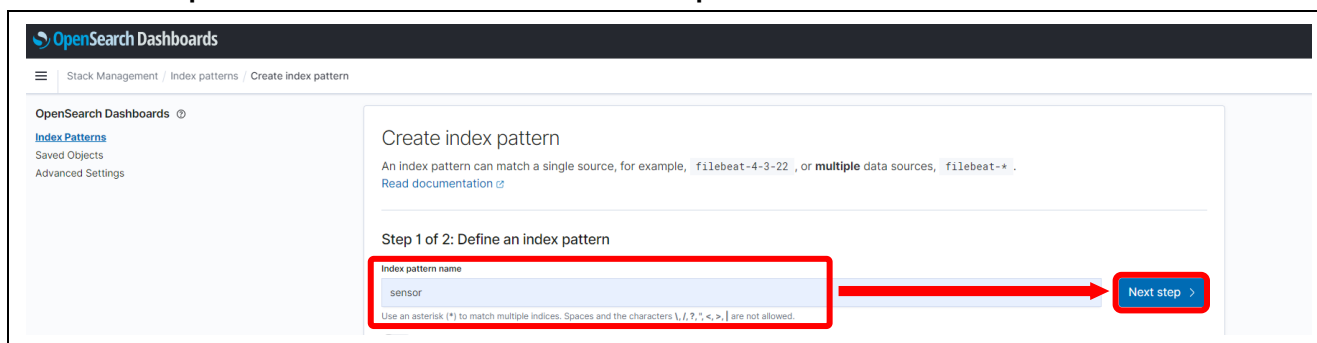 OpenSearch Dashboards
Stack Management / Index patterns / Create index pattern
OpenSearch Dashboards
Index Patterns
Saved Objects
Advanced Settings
Create index pattern
An index pattern can match a single source, for example, filebeat-4-3-22 , or multiple data sources, filebeat-* .
Read documentation
Step 1 of 2: Define an index pattern
Index pattern name
sensor
Next step
Use an asterisk (*) to match multiple indices. Spaces and the characters \, /, ?, ", <, >, | are not allowed.